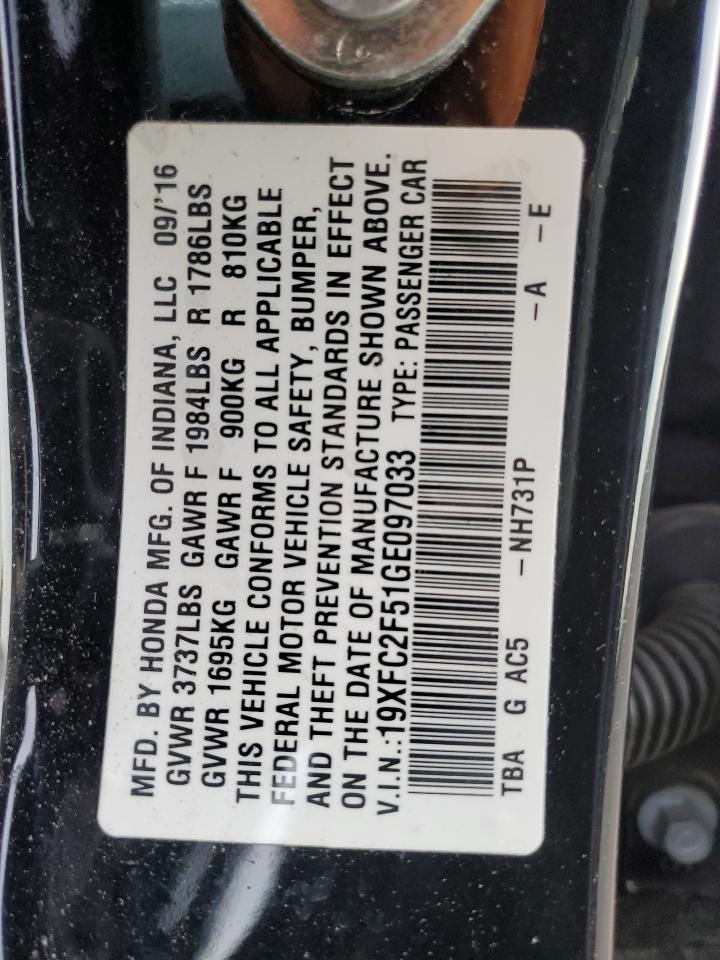 MFD. BY HONDA MFG. OF INDIANA, LLC 09/'16
GVWR 3737LBS GAWR F 1984LBS R 1786LBS
GVWR 1695KG GAWR F 900KG R 810KG
THIS VEHICLE CONFORMS TO ALL APPLICABLE
FEDERAL MOTOR VEHICLE SAFETY, BUMPER,
AND THEFT PREVENTION STANDARDS IN EFFECT
ON THE DATE OF MANUFACTURE SHOWN ABOVE.
V.I.N.:19XFC2F51GE097033 TYPE: PASSENGER CAR
TBA G AC5 -NH731P -A -E